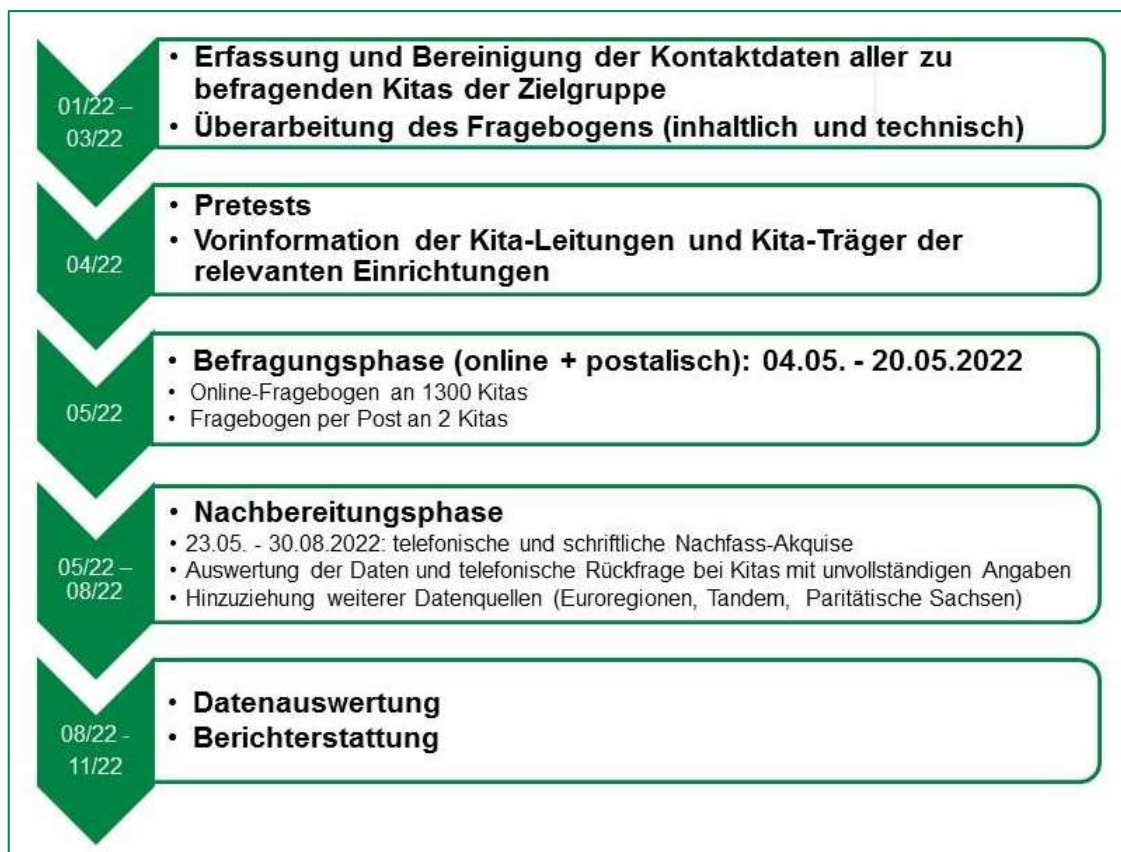 01/22 –
03/22
• Erfassung und Bereinigung der Kontaktdaten aller zu
befragenden Kitas der Zielgruppe
• Überarbeitung des Fragebogens (inhaltlich und technisch)
04/22
• Pretests
• Vorinformation der Kita-Leitungen und Kita-Träger der
relevanten Einrichtungen
05/22
• Befragungsphase (online + postalisch): 04.05. - 20.05.2022
• Online-Fragebogen an 1300 Kitas
• Fragebogen per Post an 2 Kitas
05/22 –
08/22
• Nachbereitungsphase
• 23.05. - 30.08.2022: telefonische und schriftliche Nachfass-Akquise
• Auswertung der Daten und telefonische Rückfrage bei Kitas mit unvollständigen Angaben
• Hinzuziehung weiterer Datenquellen (Euroregionen, Tandem, Paritätische Sachsen)
08/22 -
11/22
• Datenauswertung
• Berichterstattung